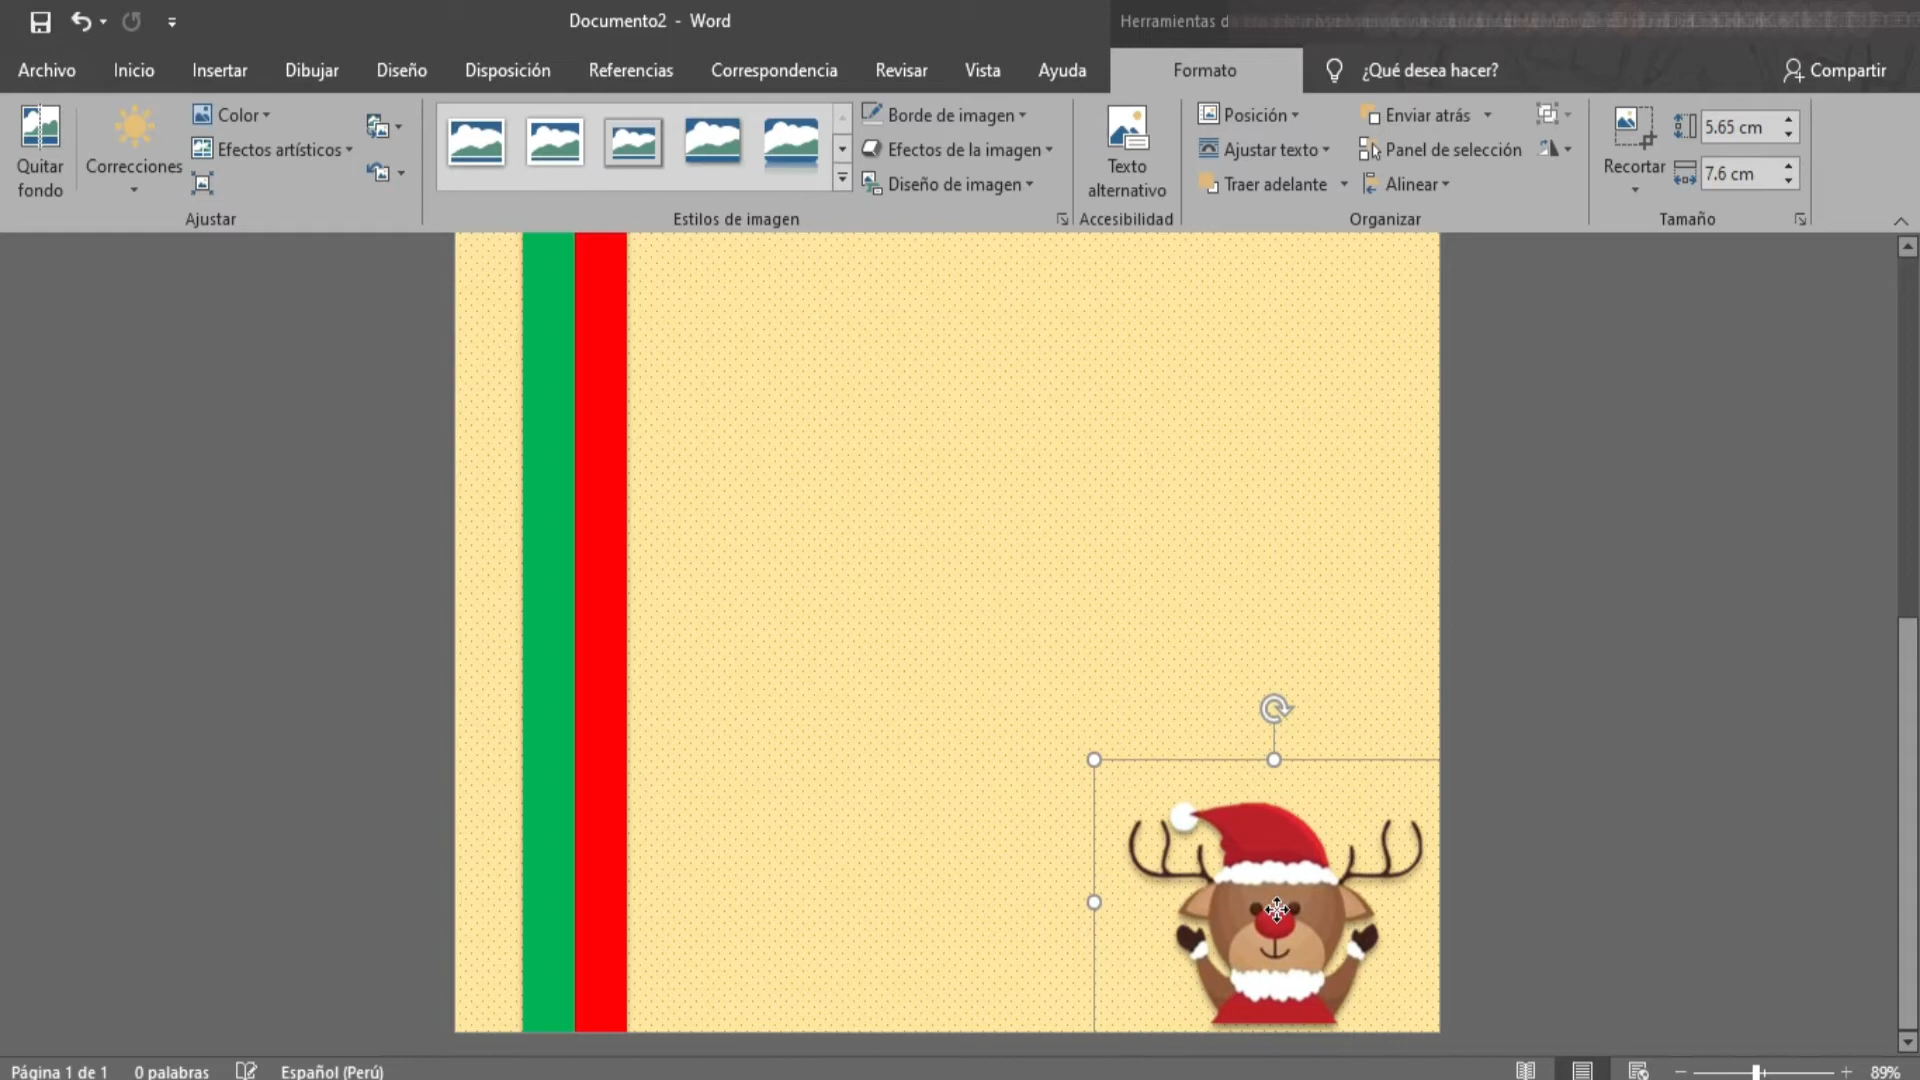 Documento2 - Word
Herramientas d
Archivo Inicio Insertar Dibujar Diseño Disposición Referencias Correspondencia Revisar Vista Ayuda Formato ¿Qué desea hacer? Compartir
Quitar fondo
Correcciones
Color
Efectos artísticos
Ajustar
Borde de imagen
Efectos de la imagen
Diseño de imagen
Estilos de imagen
Texto alternativo
Accesibilidad
Posición
Ajustar texto
Traer adelante
Enviar atrás
Panel de selección
Alinear
Organizar
Recortar
5.65 cm
7.6 cm
Tamaño
Página 1 de 1 0 palabras Español (Perú) 89%